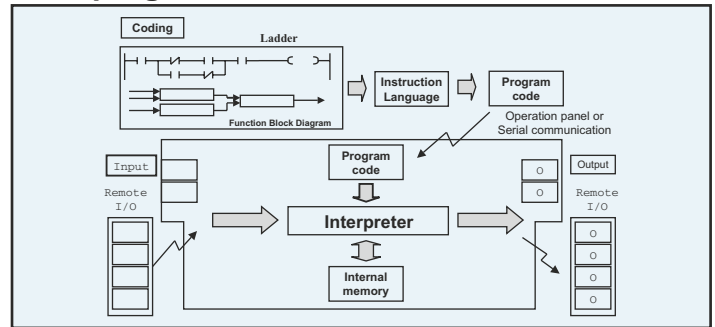 Coding
Ladder
Function Block Diagram
Instruction
Language
Program
code
Operation panel or
Serial communication
Input
Remote
I/O
Program
code
Interpreter
Internal
memory
O
O
Output
Remote
I/O
O
O
O
O